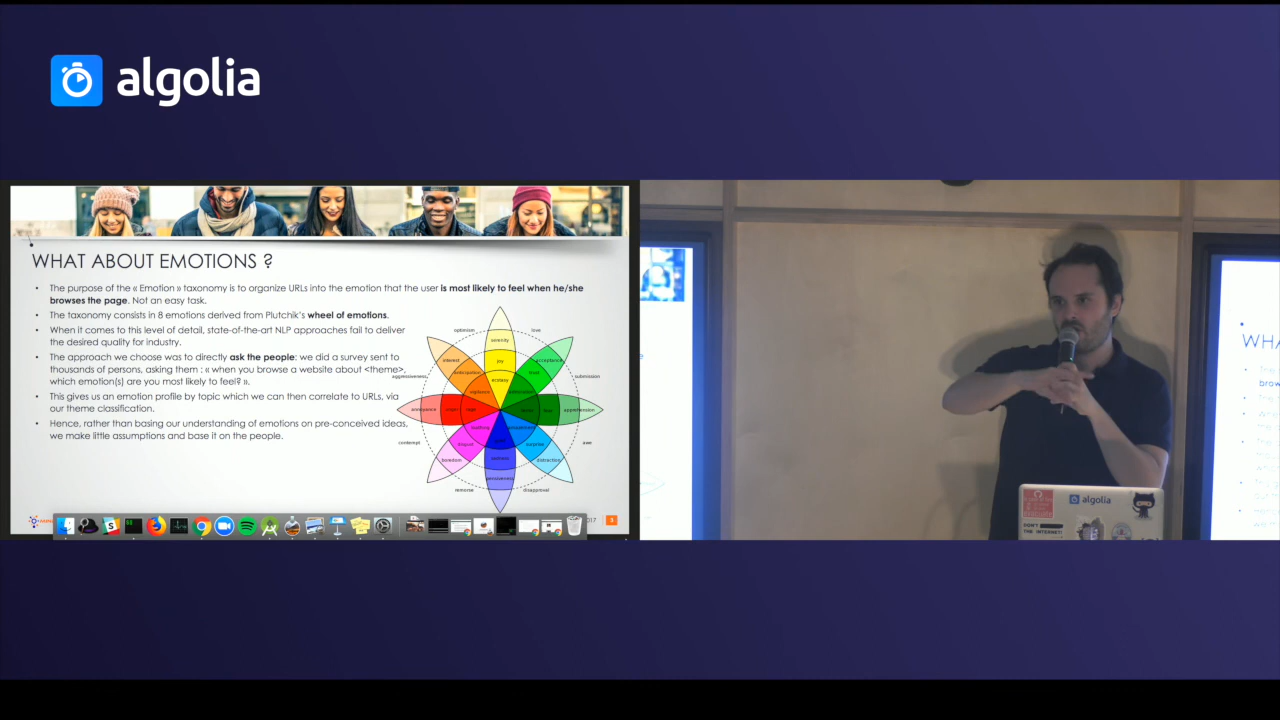 algolia
WHAT ABOUT EMOTIONS ?
• The purpose of the « Emotion » taxonomy is to organize URLs into the emotion that the user is most likely to feel when he/she
browses the page. Not an easy task.
• The taxonomy consists in 8 emotions derived from Plutchik's wheel of emotions.
• When it comes to this level of detail, state-of-the-art NLP approaches fail to deliver
the desired quality for industry.
• The approach we choose was to directly ask the people: we did a survey sent to
thousands of persons, asking them : « when you browse a website about <theme>,
which emotion(s) are you most likely to feel? ».
• This gives us an emotion profile by topic which we can then correlate to URLs, via
our theme classification.
• Hence, rather than basing our understanding of emotions on pre-conceived ideas,
we make little assumptions and base it on the people.
optimism
love
serenity
interest
joy
acceptance
anticipation
trust
aggressiveness
ecstasy
submission
vigilance
annoyance
anger
rage
terror
fear
apprehension
loathing
amazement
contempt
disgust
surprise
awe
boredom
sadness
distraction
pensiveness
remorse
disapproval
017
WHA
brow
algolia
DON'T
THE INTERNET!